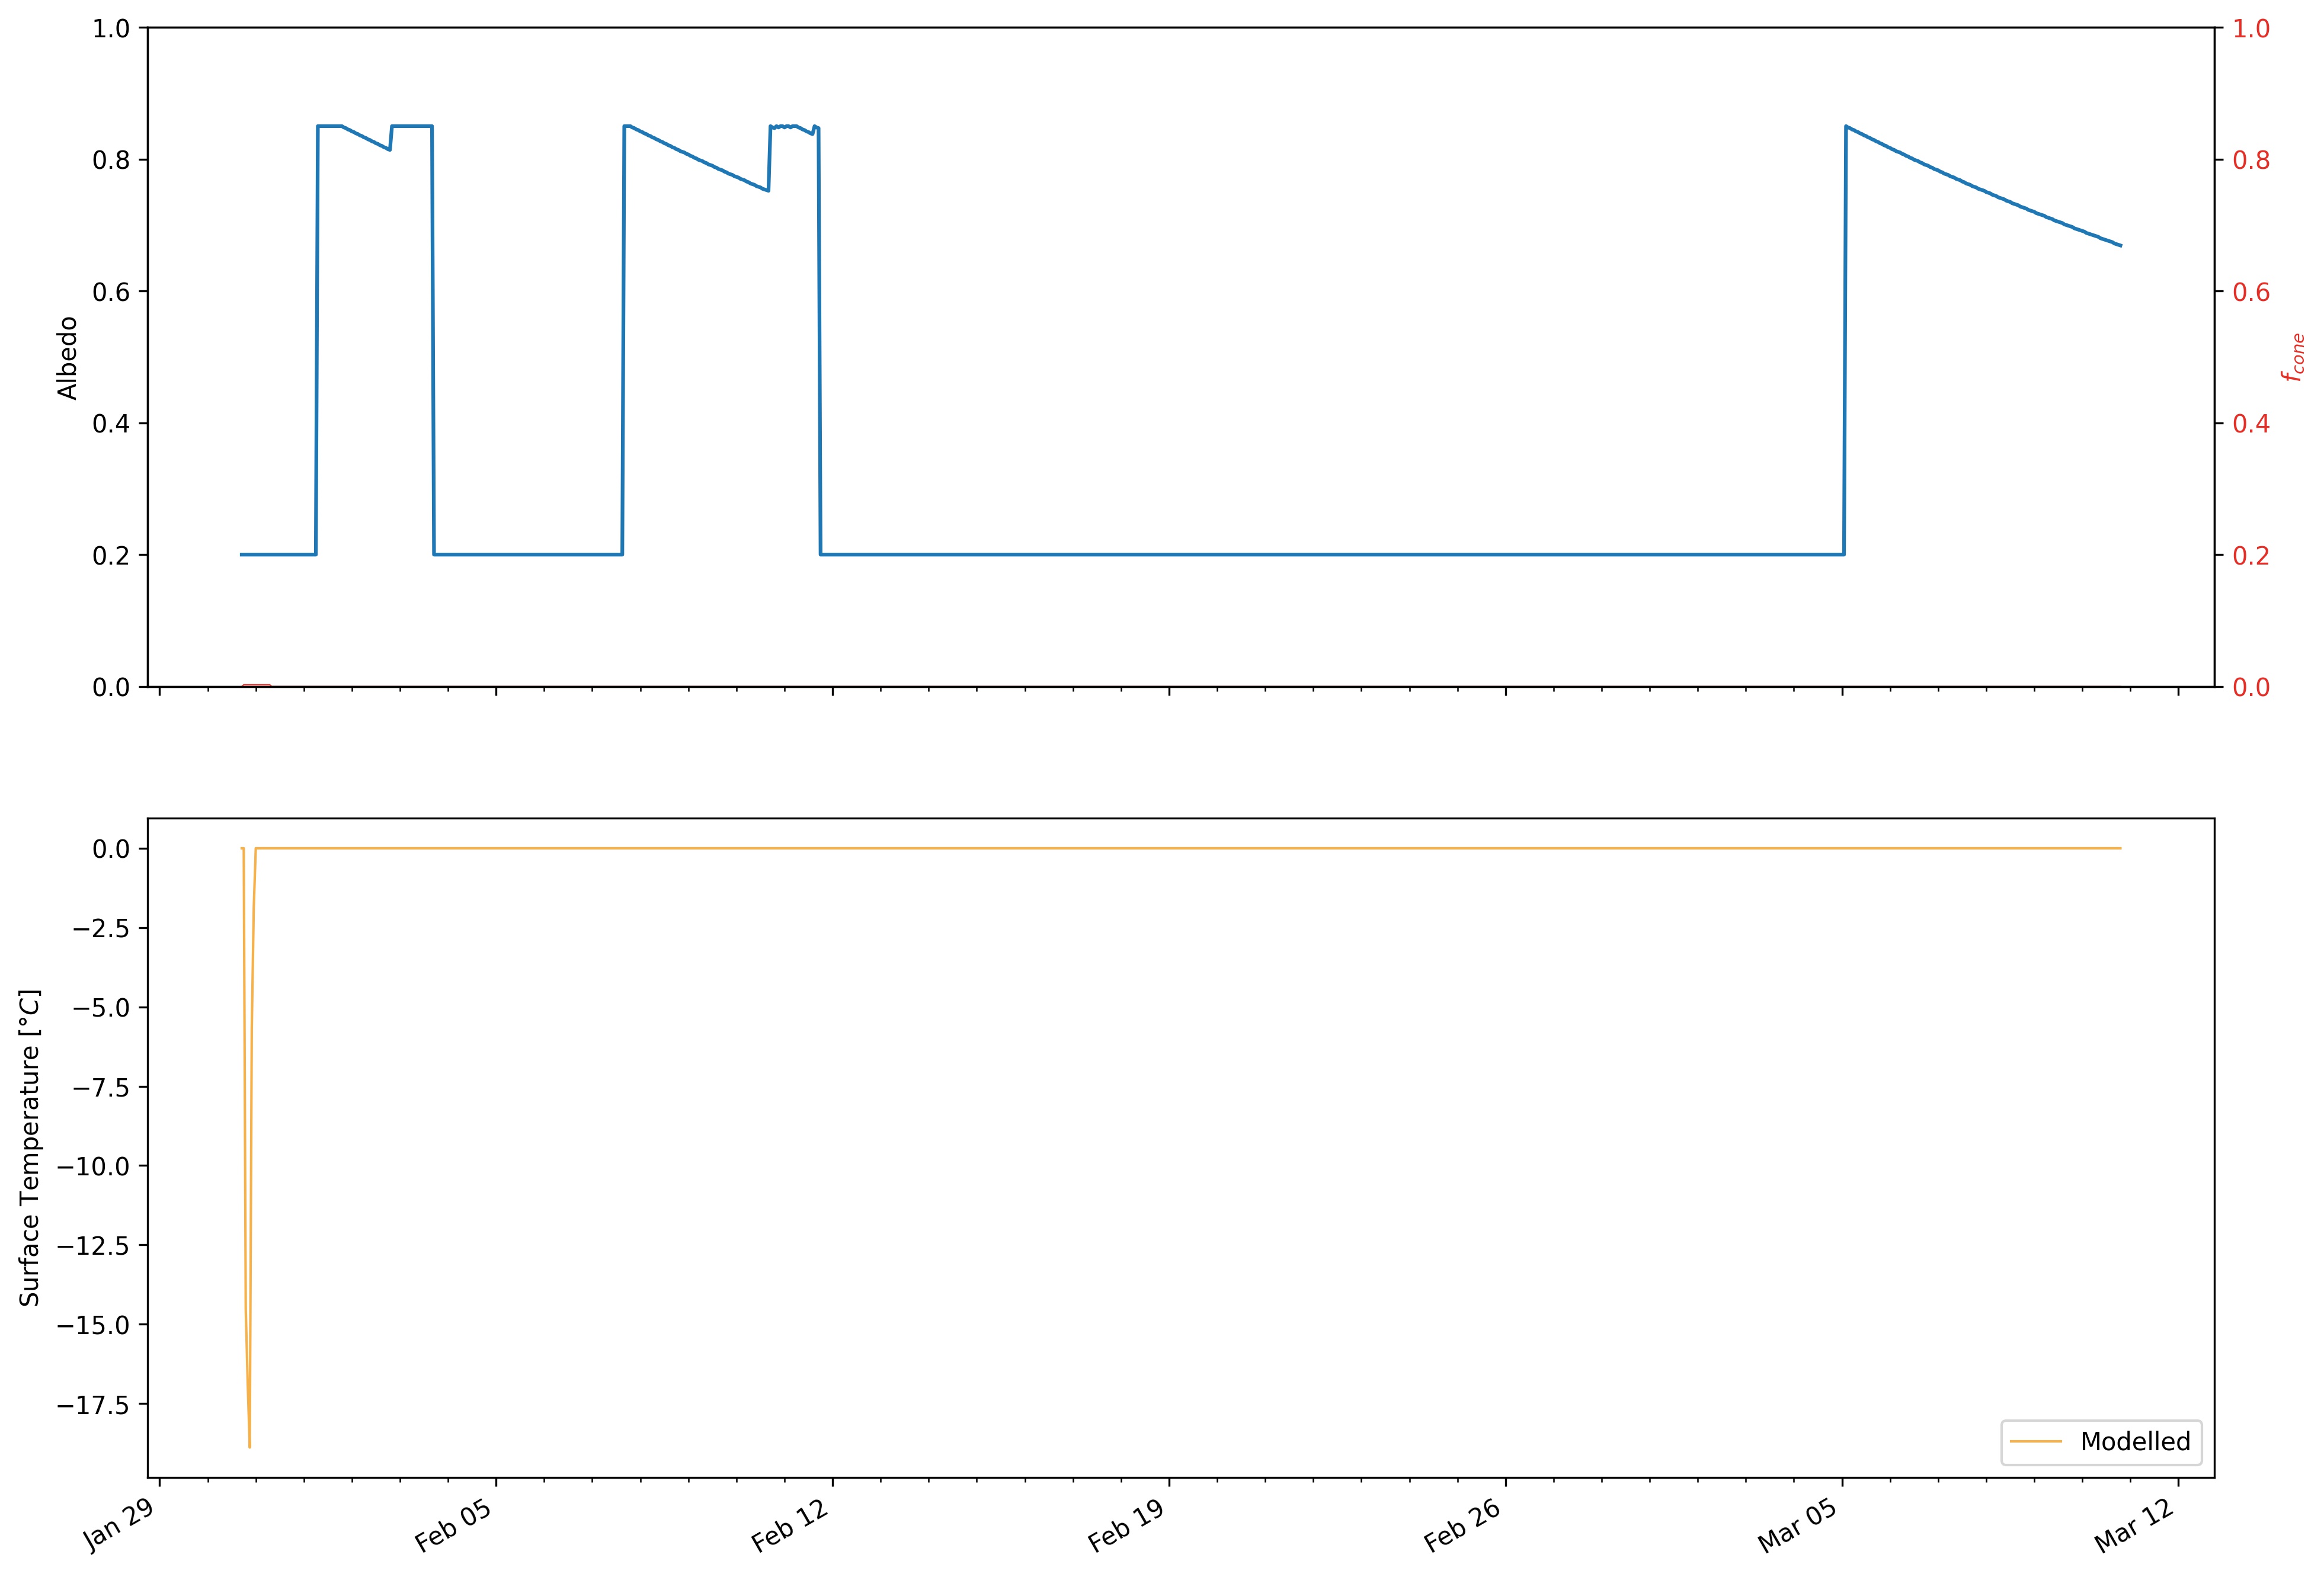 1.0
0.8
0.6
0.4
0.2
0.0
Albedo
1.0
0.8
0.6
0.4
0.2
0.0
f_cone
0.0
−2.5
−5.0
−7.5
−10.0
−12.5
−15.0
−17.5
Surface Temperature [°C]
Modelled
Jan 29
Feb 05
Feb 12
Feb 19
Feb 26
Mar 05
Mar 12